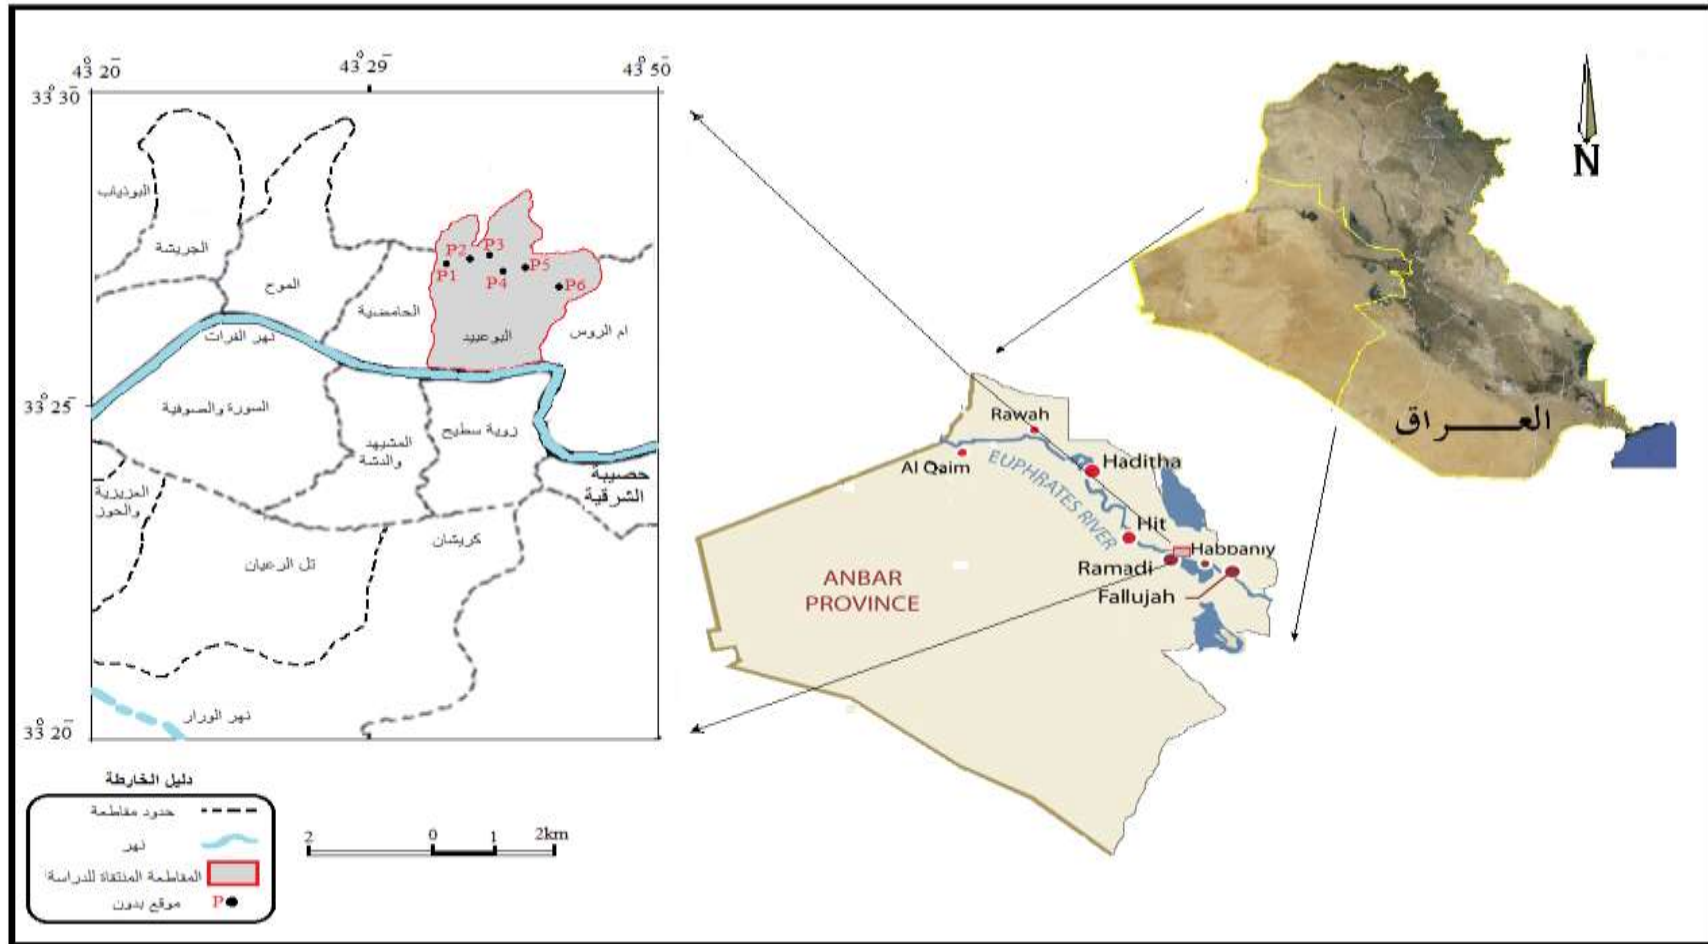 43° 20‾
43° 29‾
43° 50‾
33° 30‾
البوذياب
الجريشة
الموح
الحامضية
P1
P2
P3
P4
P5
P6
البوعبيد
ام الروس
نهر الفرات
33° 25‾
السورة والصوفية
المشيهد
والدشة
زوية سطيح
حصيبة
الشرقية
العزيزية
والحوز
تل الرعيان
كريشان
نهر الورار
33° 20‾
دليل الخارطة
حدود مقاطعة
نهر
المقاطعة المنتقاة للدراسة
موقع بدون P
2 0 1 2km
N
العـــــراق
Rawah
Al Qaim
Haditha
EUPHRATES RIVER
Hit
Habbaniy
Ramadi
Fallujah
ANBAR
PROVINCE